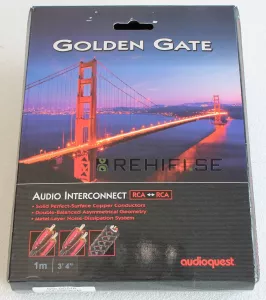 GOLDEN GATE
REHIFI.SE
AUDIO INTERCONNECT RCA ↔ RCA
• Solid Perfect-Surface Copper Conductors
• Double-Balanced Asymmetrical Geometry
• Metal-Layer Noise-Dissipation System
1m 3' 4"
audioquest